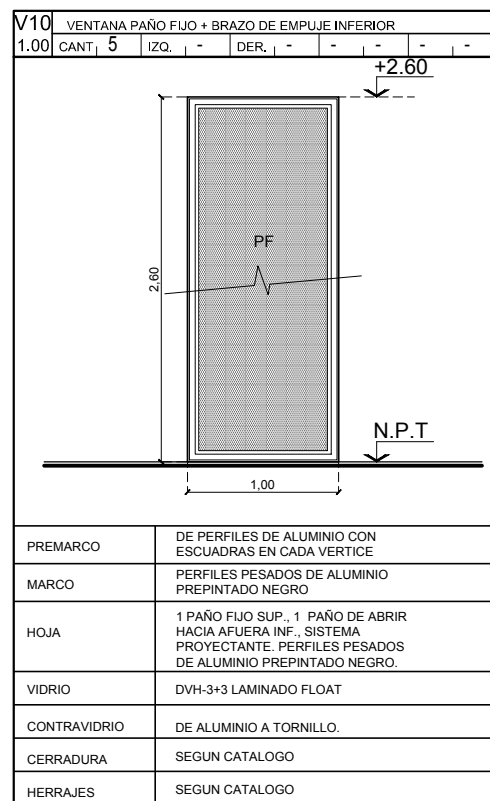 V10 VENTANA PAÑO FIJO + BRAZO DE EMPUJE INFERIOR
1.00 CANT. 5 IZQ. - DER. - - - - -
+2.60
PF
2,60
N.P.T
1,00
PREMARCO DE PERFILES DE ALUMINIO CON
ESCUADRAS EN CADA VERTICE
MARCO PERFILES PESADOS DE ALUMINIO
PREPINTADO NEGRO
HOJA 1 PAÑO FIJO SUP., 1 PAÑO DE ABRIR
HACIA AFUERA INF., SISTEMA
PROYECTANTE. PERFILES PESADOS
DE ALUMINIO PREPINTADO NEGRO.
VIDRIO DVH-3+3 LAMINADO FLOAT
CONTRAVIDRIO DE ALUMINIO A TORNILLO.
CERRADURA SEGUN CATALOGO
HERRAJES SEGUN CATALOGO